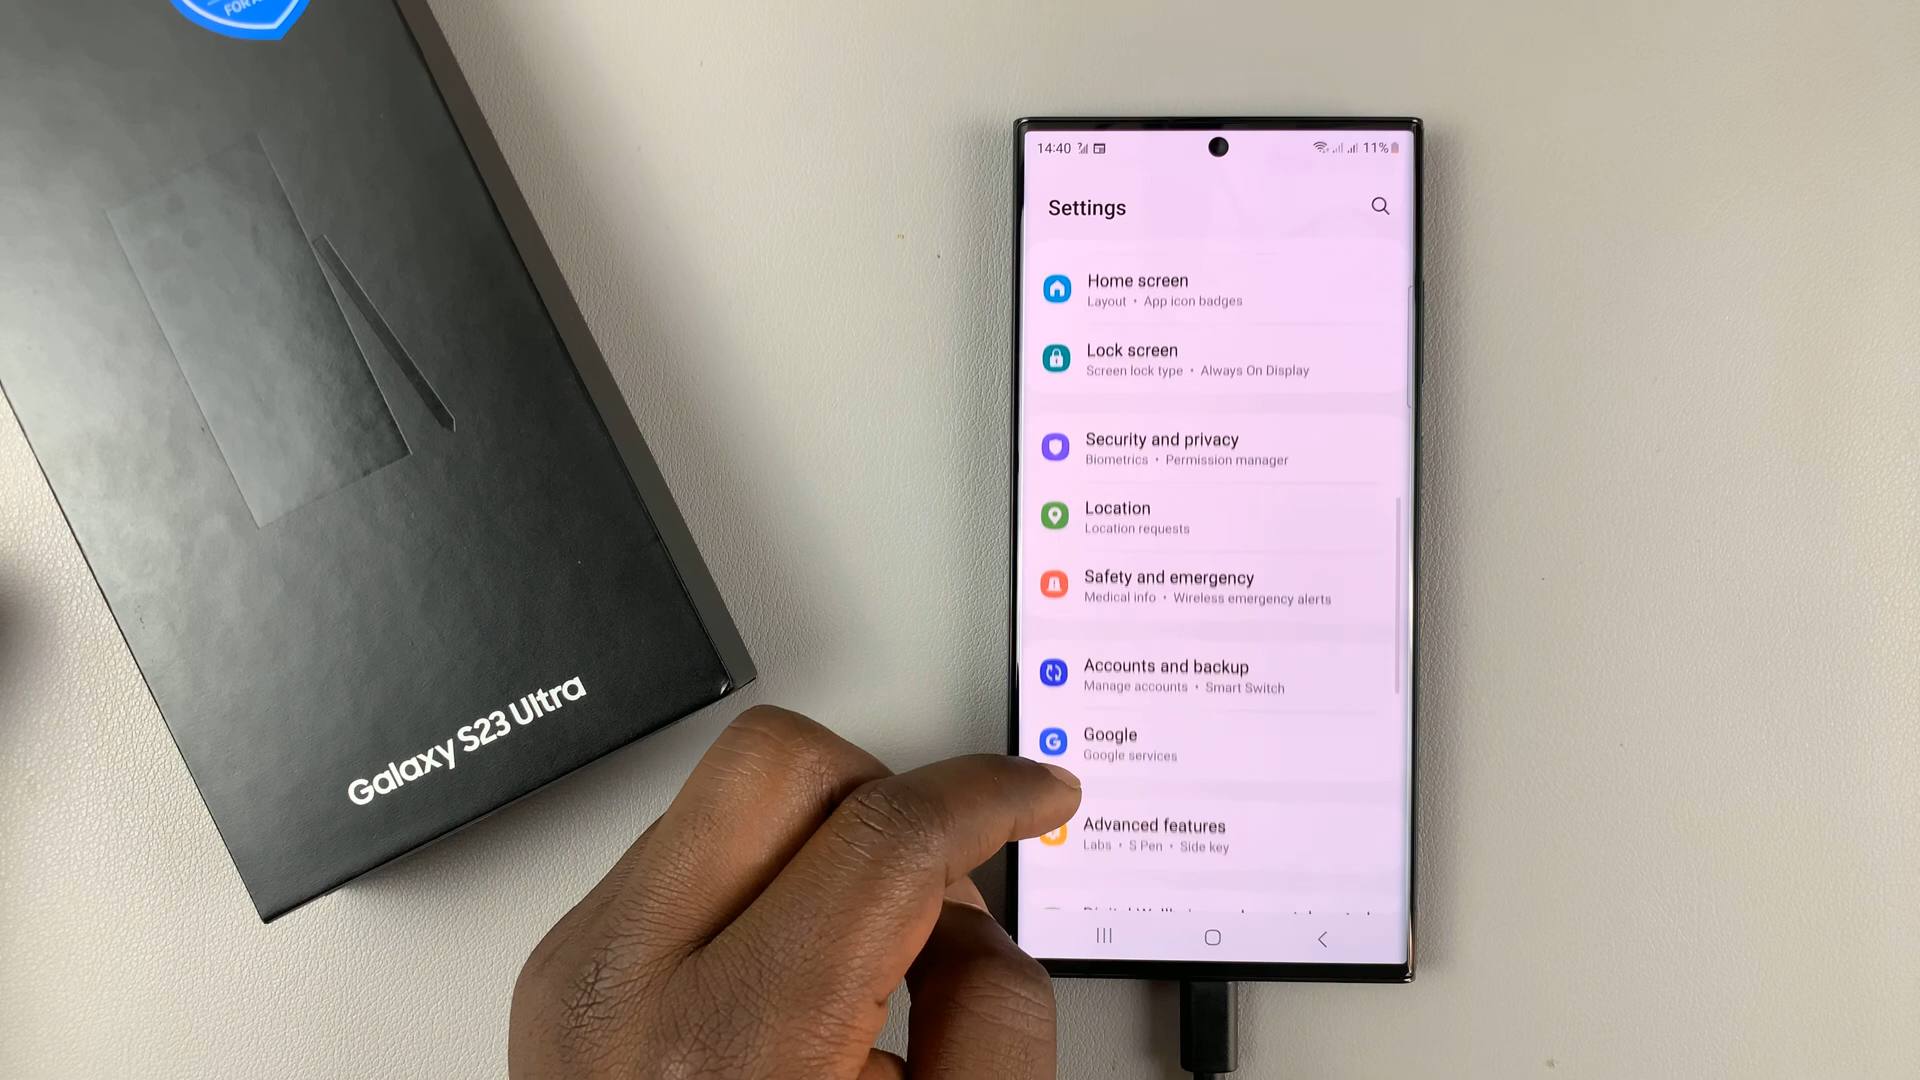 FOR
Galaxy S23 Ultra
14:40
11%
Settings
Home screen
Layout • App icon badges
Lock screen
Screen lock type • Always On Display
Security and privacy
Biometrics • Permission manager
Location
Location requests
Safety and emergency
Medical info • Wireless emergency alerts
Accounts and backup
Manage accounts • Smart Switch
Google
Google services
Advanced features
Labs • S Pen • Side key